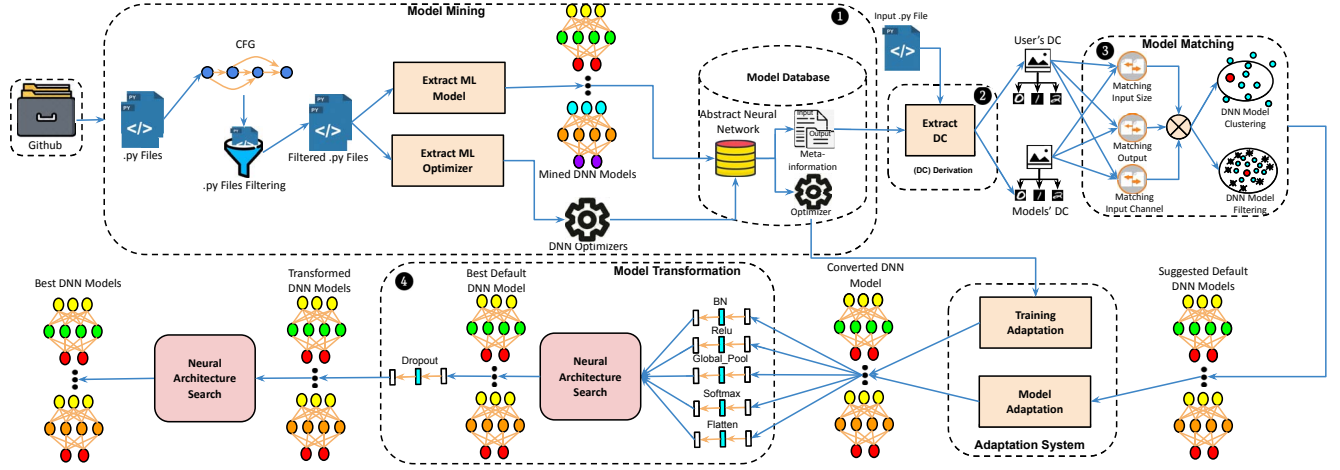 Model Mining
1
Input .py File
PY
</>
CFG
User's DC
3
Model Matching
Github
PY
</>
.py Files
.py Files Filtering
PY
</>
Filtered .py Files
Extract ML
Model
Extract ML
Optimizer
Mined DNN Models
DNN Optimizers
Model Database
Abstract Neural
Network
Input
Output
Meta-
information
Optimizer
2
Extract
DC
(DC) Derivation
Models' DC
Matching
Input Size
Matching
Output
Matching
Input Channel
DNN Model
Clustering
DNN Model
Filtering
Best DNN Models
Transformed
DNN Models
4
Best Default
DNN Model
Model Transformation
Converted DNN
Model
Suggested Default
DNN Models
Neural
Architecture
Search
Dropout
Neural
Architecture
Search
BN
Relu
Global_Pool
Softmax
Flatten
Training
Adaptation
Model
Adaptation
Adaptation System